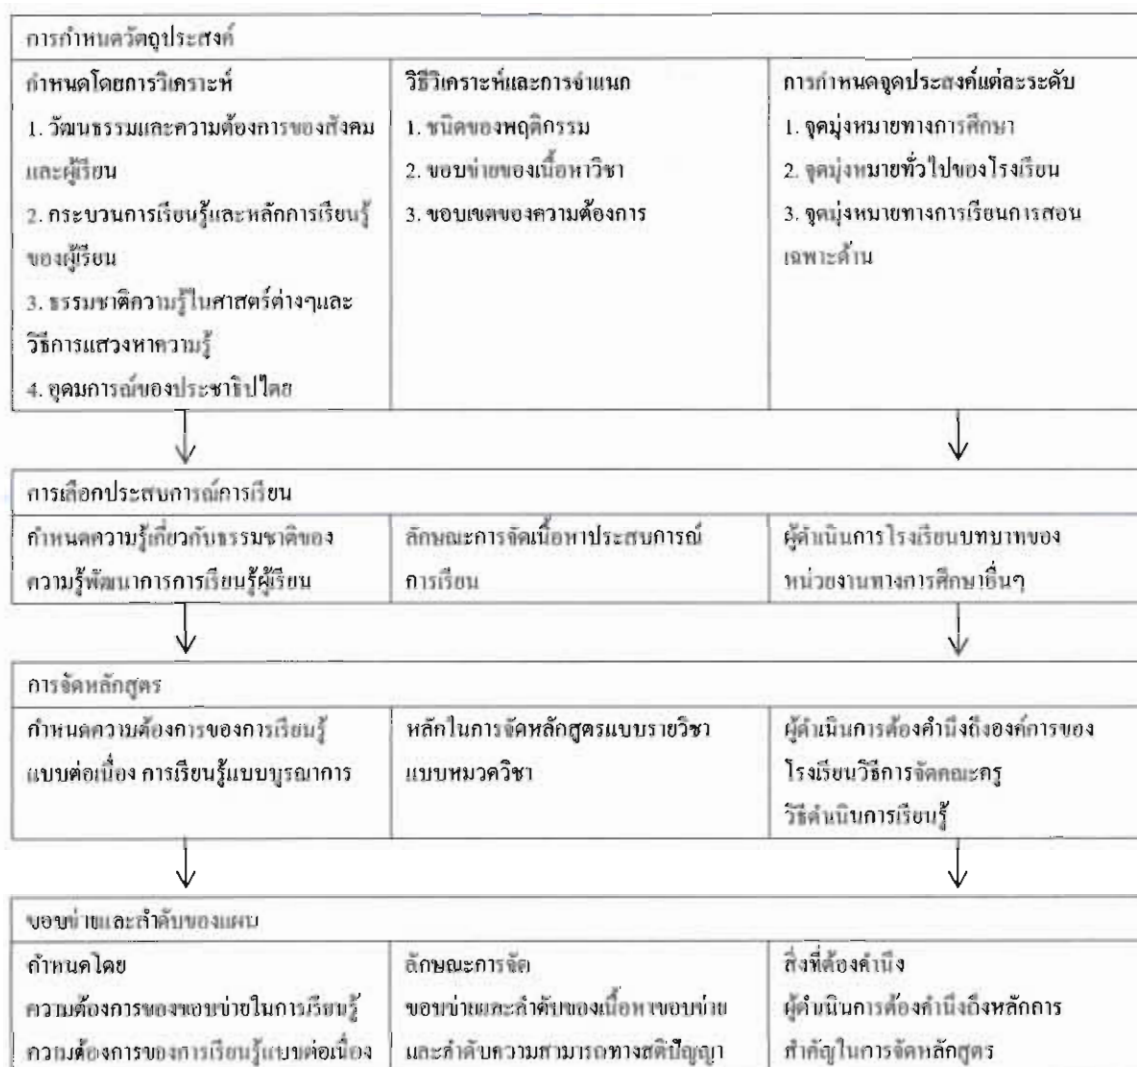 การกำหนดวัตถุประสงค์
กำหนดโดยการวิเคราะห์
1. วัฒนธรรมและความต้องการของสังคม
และผู้เรียน
2. กระบวนการเรียนรู้และหลักการเรียนรู้
ของผู้เรียน
3. ธรรมชาติความรู้ในศาสตร์ต่างๆและ
วิธีการแสวงหาความรู้
4. อุดมการณ์ของประชาธิปไตย
วิธีวิเคราะห์และการจำแนก
1. ชนิดของพฤติกรรม
2. ขอบข่ายของเนื้อหาวิชา
3. ขอบเขตของความต้องการ
การกำหนดจุดประสงค์แต่ละระดับ
1. จุดมุ่งหมายทางการศึกษา
2. จุดมุ่งหมายทั่วไปของโรงเรียน
3. จุดมุ่งหมายทางการเรียนการสอน
เฉพาะด้าน
การเลือกประสบการณ์การเรียน
กำหนดความรู้เกี่ยวกับธรรมชาติของ
ความรู้พัฒนาการการเรียนรู้ผู้เรียน
ลักษณะการจัดเนื้อหาประสบการณ์
การเรียน
ผู้ดำเนินการโรงเรียนบทบาทของ
หน่วยงานทางการศึกษาอื่นๆ
การจัดหลักสูตร
กำหนดความต้องการของการเรียนรู้
แบบต่อเนื่อง การเรียนรู้แบบบูรณาการ
หลักในการจัดหลักสูตรแบบรายวิชา
แบบหมวดวิชา
ผู้ดำเนินการต้องคำนึงถึงองค์การของ
โรงเรียนวิธีการจัดคณะครู
วิธีดำเนินการเรียนรู้
ขอบข่ายและลำดับของแผน
กำหนดโดย
ความต้องการของขอบข่ายในการเรียนรู้
ความต้องการของการเรียนรู้แบบต่อเนื่อง
ลักษณะการจัด
ขอบข่ายและลำดับของเนื้อหาขอบข่าย
และลำดับความสามารถทางสติปัญญา
สิ่งที่ต้องคำนึง
ผู้ดำเนินการต้องคำนึงถึงหลักการ
สำคัญในการจัดหลักสูตร